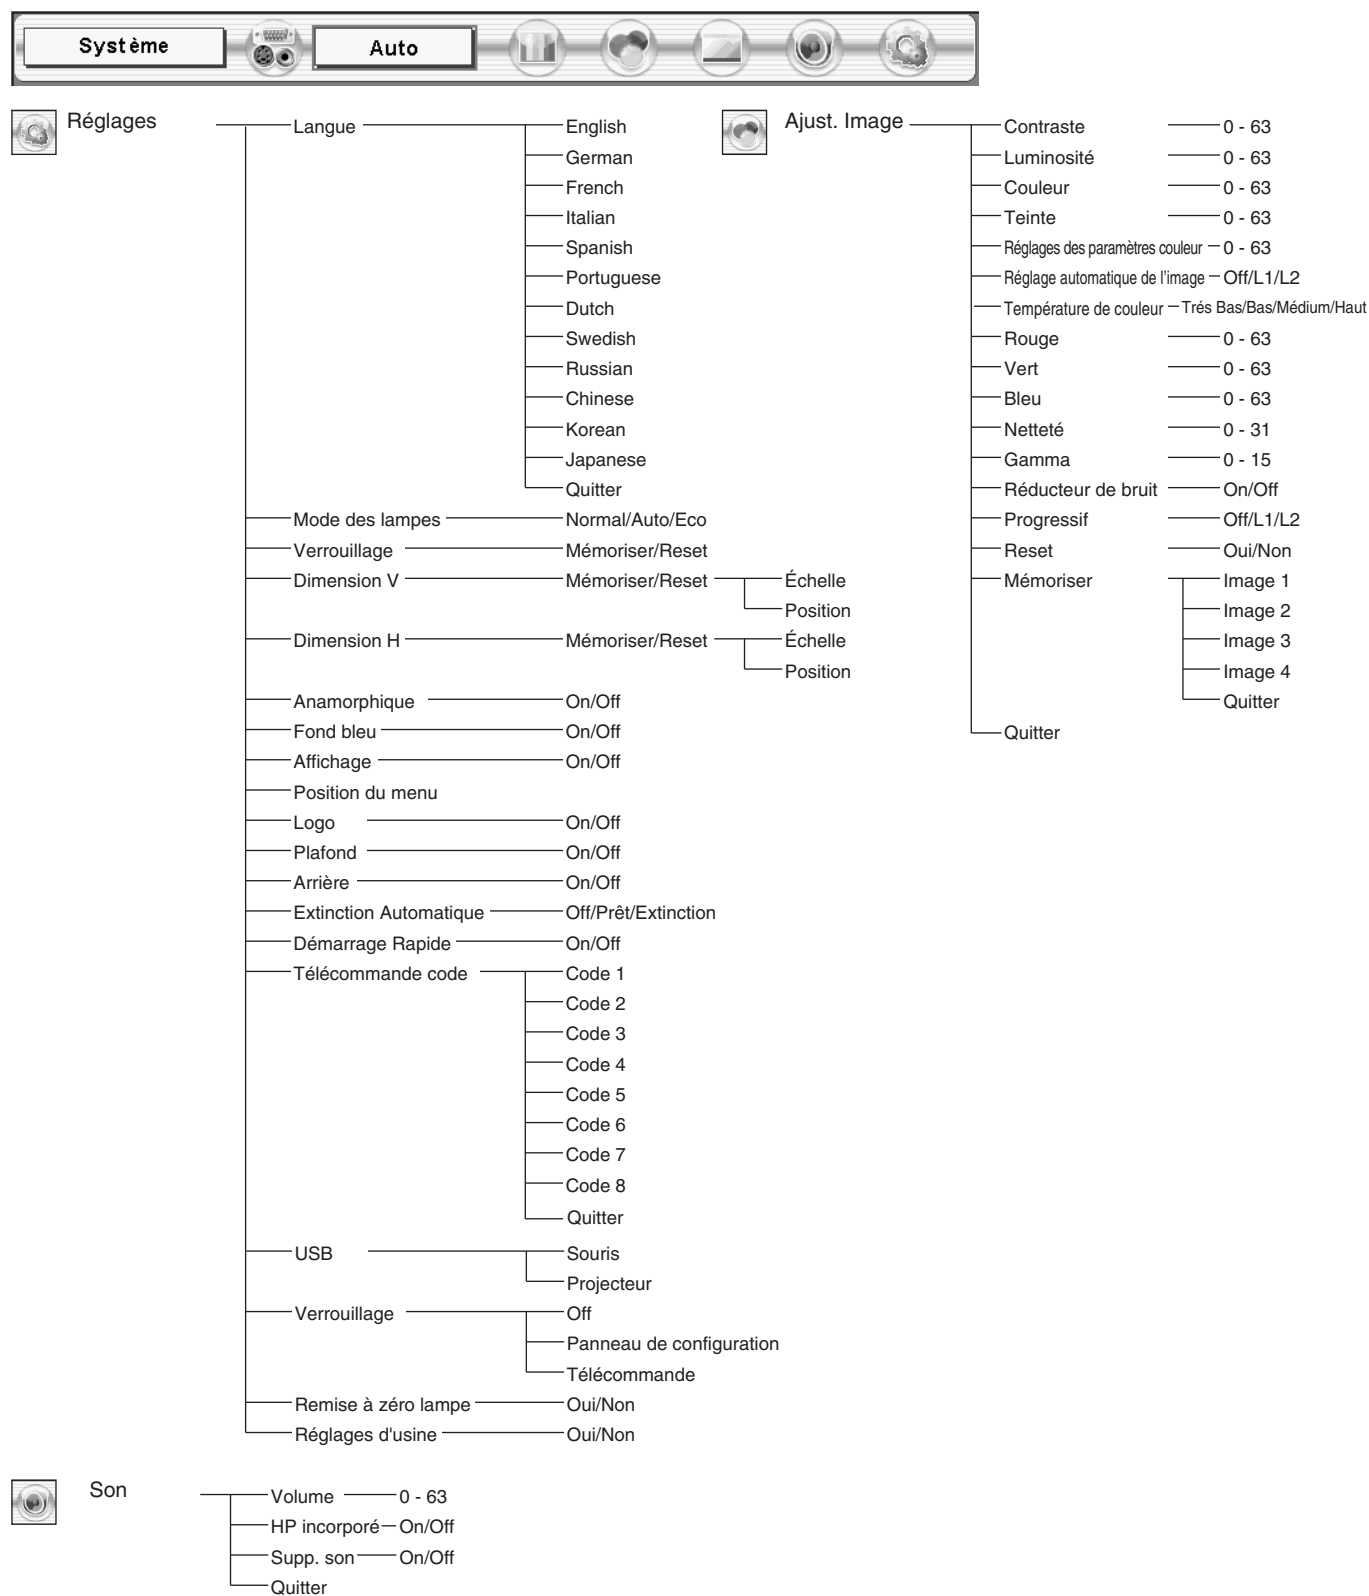 Système
Auto
Réglages
Langue
English
German
French
Italian
Spanish
Portuguese
Dutch
Swedish
Russian
Chinese
Korean
Japanese
Quitter
Mode des lampes Normal/Auto/Eco
Verrouillage Mémoriser/Reset
Dimension V Mémoriser/Reset Échelle
Position
Dimension H Mémoriser/Reset Échelle
Position
Anamorphique On/Off
Fond bleu On/Off
Affichage On/Off
Position du menu
Logo On/Off
Plafond On/Off
Arrière On/Off
Extinction Automatique Off/Prêt/Extinction
Démarrage Rapide On/Off
Télécommande code Code 1
Code 2
Code 3
Code 4
Code 5
Code 6
Code 7
Code 8
Quitter
USB Souris
Projecteur
Verrouillage Off
Panneau de configuration
Télécommande
Remise à zéro lampe Oui/Non
Réglages d'usine Oui/Non
Ajust. Image
Contraste 0 - 63
Luminosité 0 - 63
Couleur 0 - 63
Teinte 0 - 63
Réglages des paramètres couleur 0 - 63
Réglage automatique de l'image Off/L1/L2
Température de couleur Trés Bas/Bas/Médium/Haut
Rouge 0 - 63
Vert 0 - 63
Bleu 0 - 63
Netteté 0 - 31
Gamma 0 - 15
Réducteur de bruit On/Off
Progressif Off/L1/L2
Reset Oui/Non
Mémoriser Image 1
Image 2
Image 3
Image 4
Quitter
Quitter
Son
Volume 0 - 63
HP incorporé On/Off
Supp. son On/Off
Quitter